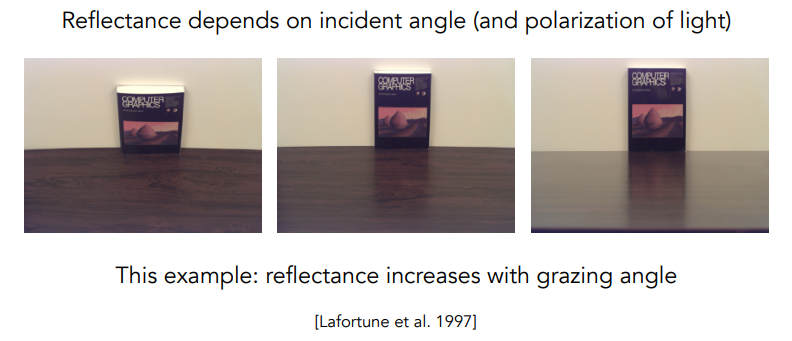 Reflectance depends on incident angle (and polarization of light)
COMPUTER
GRAPHICS
COMPUTER
GRAPHICS
COMPUTER
GRAPHICS
This example: reflectance increases with grazing angle
[Lafortune et al. 1997]